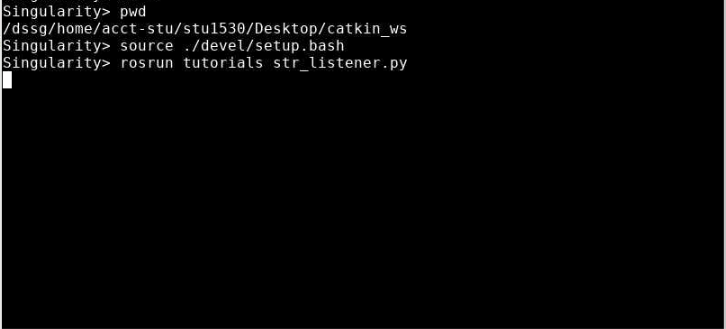 Singularity> pwd
/dssg/home/acct-stu/stu1530/Desktop/catkin_ws
Singularity> source ./devel/setup.bash
Singularity> rosrun tutorials str_listener.py